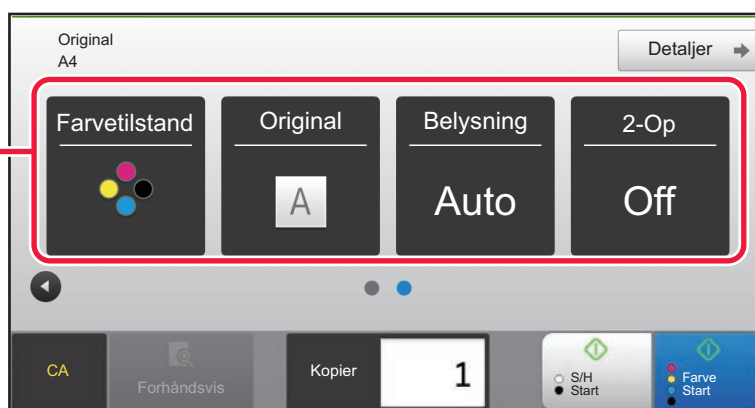 Original
A4
Detaljer
Farvetilstand
Original
Belysning
2-Op
A
Auto
Off
CA
Forhåndsvis
Kopier
1
S/H
Start
Farve
Start